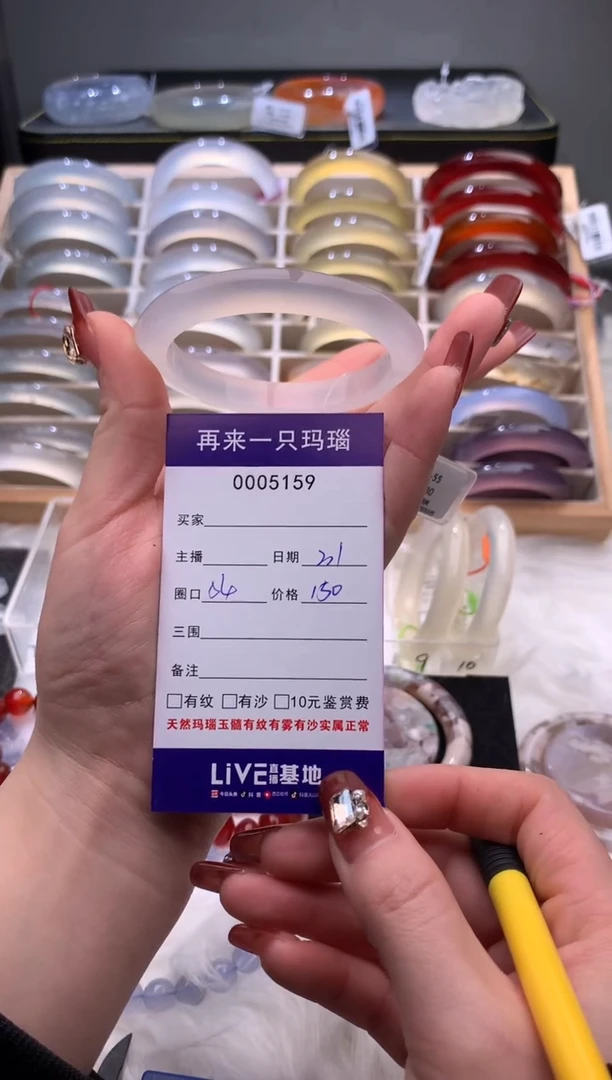 再来一只玛瑙
0005159
买家
主播 日期 21
圈口 54 价格 150
三围
备注
□有纹 □有沙 □10元鉴赏费
天然玛瑙玉髓有纹有雾有沙实属正常
LiVE直播基地
9 10